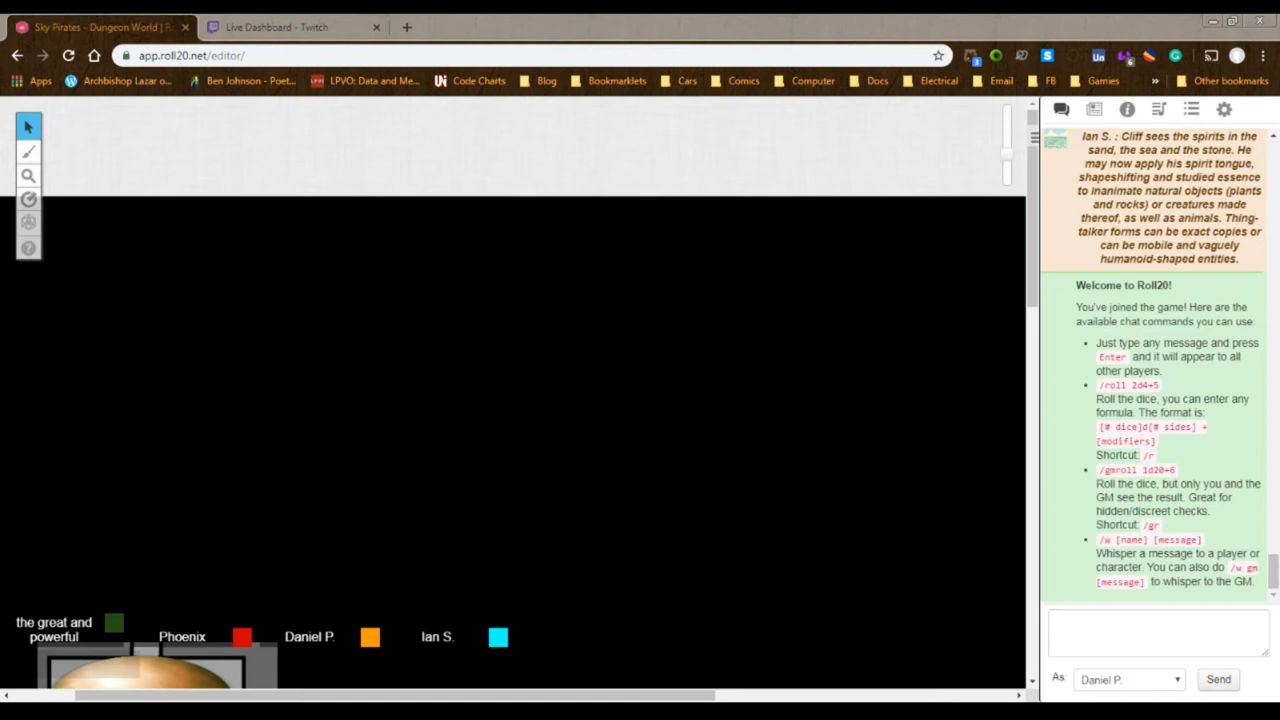 Sky Pirates - Dungeon World | R
Live Dashboard - Twitch
app.roll20.net/editor/
Apps
Archbishop Lazar o...
Ben Johnson - Poet...
LPVO: Data and Me...
Code Charts
Blog
Bookmarklets
Cars
Comics
Computer
Docs
Electrical
Email
FB
Gamies
»
Other bookmarks
Ian S. : Cliff sees the spirits in the
sand, the sea and the stone. He
may now apply his spirit tongue,
shapeshifting and studied essence
to inanimate natural objects (plants
and rocks) or creatures made
thereof, as well as animals. Thing-
talker forms can be exact copies or
can be mobile and vaguely
humanoid-shaped entities.
Welcome to Roll20!
You've joined the game! Here are the
available chat commands you can use:
• Just type any message and press
Enter and it will appear to all
other players.
• /roll 2d4+5
Roll the dice, you can enter any
formula. The format is:
[# dice]d[# sides] +
[modifiers]
Shortcut: /r
• /gmroll 1d20+6
Roll the dice, but only you and the
GM see the result. Great for
hidden/discreet checks.
Shortcut: /gr
• /w [name] [message]
Whisper a message to a player or
character. You can also do /w gm
[message] to whisper to the GM.
the great and
powerful
Phoenix
Daniel P.
Ian S.
As:
Daniel P.
Send